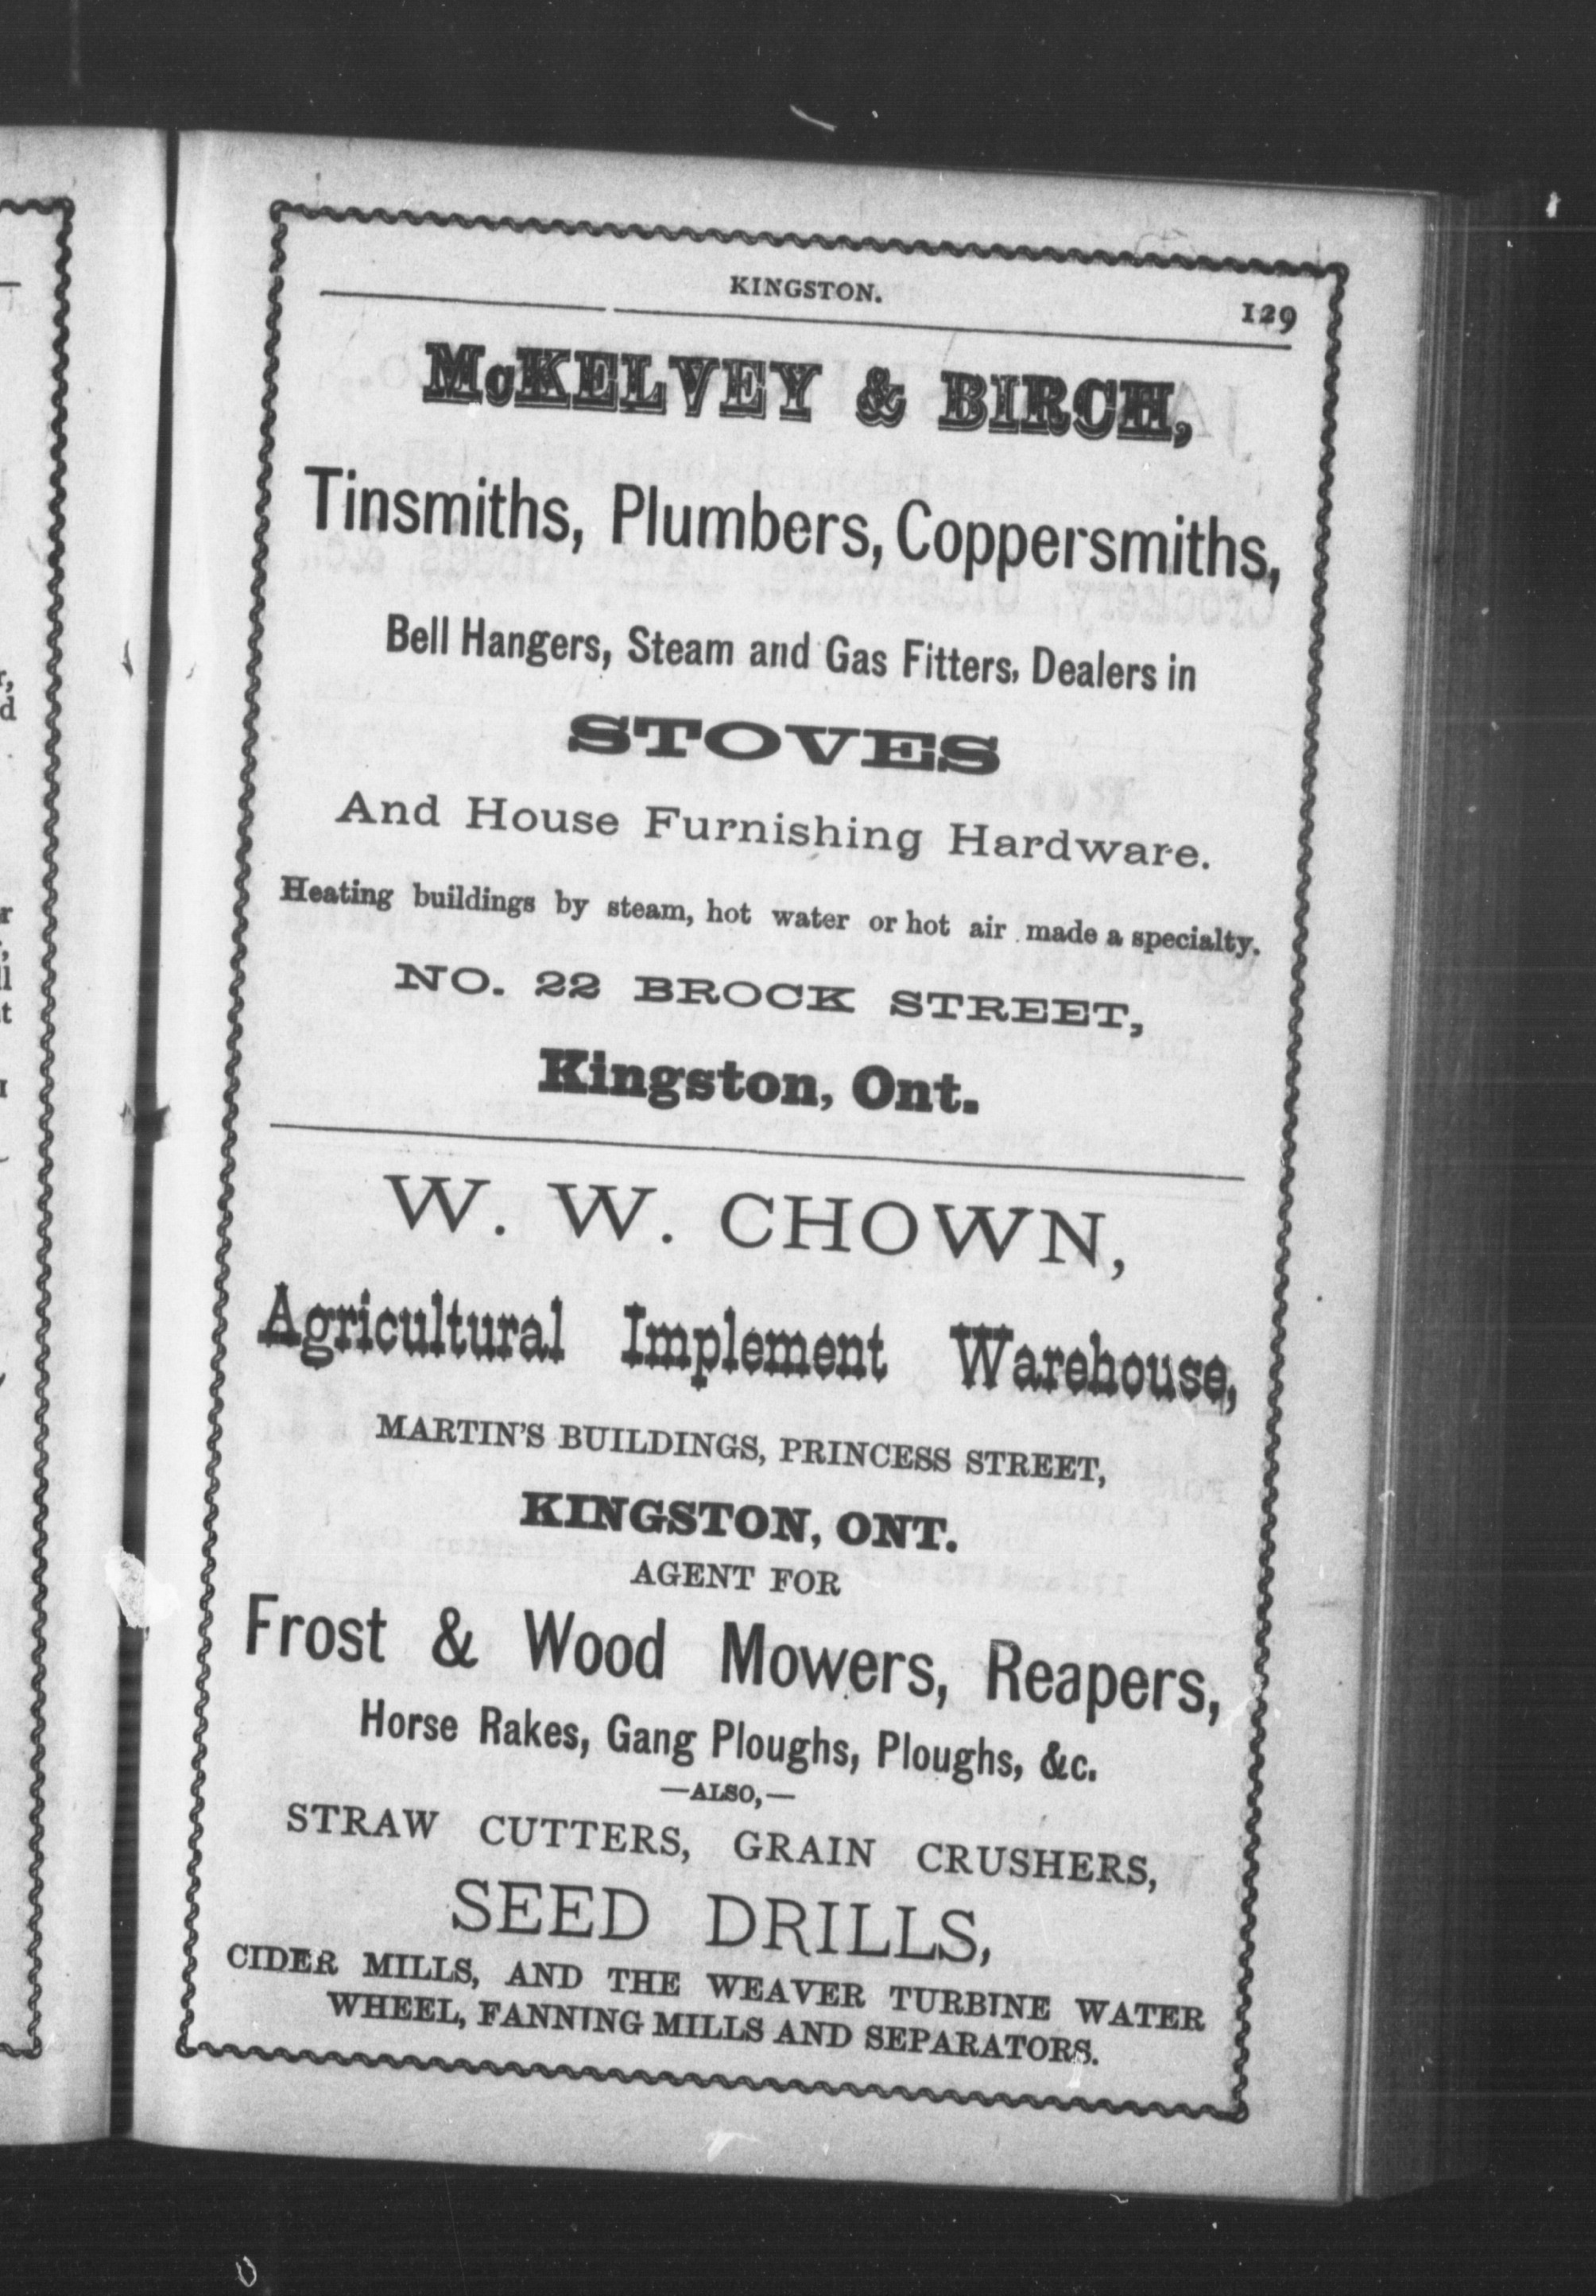 KINGSTON.
129
McKELVEY & BIRCH,
Tinsmiths, Plumbers, Coppersmiths,
Bell Hangers, Steam and Gas Fitters, Dealers in
STOVES
And House Furnishing Hardware.
Heating buildings by steam, hot water or hot air made a specialty.
NO. 22 BROCK STREET,
Kingston, Ont.
W. W. CHOWN,
Agricultural Implement Warehouse,
MARTIN'S BUILDINGS, PRINCESS STREET,
KINGSTON, ONT.
AGENT FOR
Frost & Wood Mowers, Reapers,
Horse Rakes, Gang Ploughs, Ploughs, &c.
—ALSO,—
STRAW CUTTERS, GRAIN CRUSHERS,
SEED DRILLS,
CIDER MILLS, AND THE WEAVER TURBINE WATER
WHEEL, FANNING MILLS AND SEPARATORS.